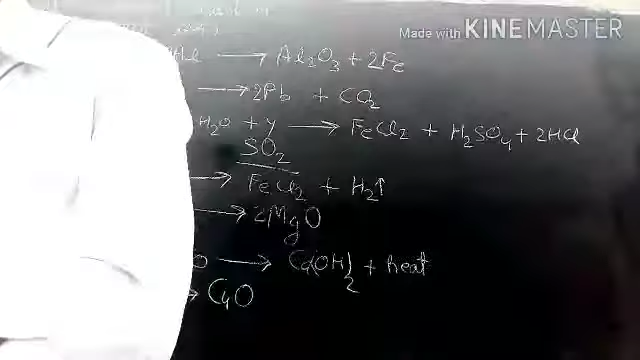 Made with KINEMASTER
Al → Al₂O₃ + 2Fe
→ 2Pb + CO₂
H₂O + Y → FeCl₂ + H₂SO₄ + 2HCl
SO₂
→ FeCl₂ + H₂↑
→ 2MgO
O → Ca(OH)₂ + heat
→ CaO